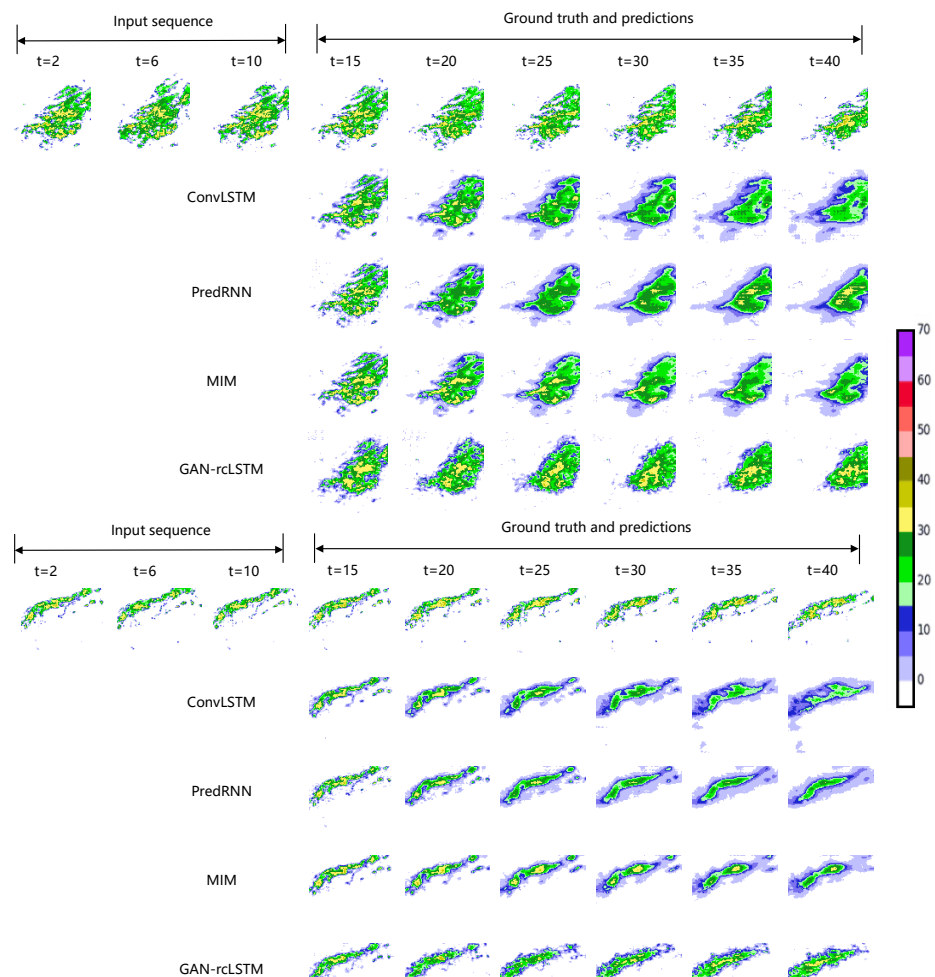 Input sequence
Ground truth and predictions
t=2 t=6 t=10 t=15 t=20 t=25 t=30 t=35 t=40
ConvLSTM
PredRNN
MIM
GAN-rcLSTM
Input sequence
Ground truth and predictions
t=2 t=6 t=10 t=15 t=20 t=25 t=30 t=35 t=40
ConvLSTM
PredRNN
MIM
GAN-rcLSTM
70
60
50
40
30
20
10
0